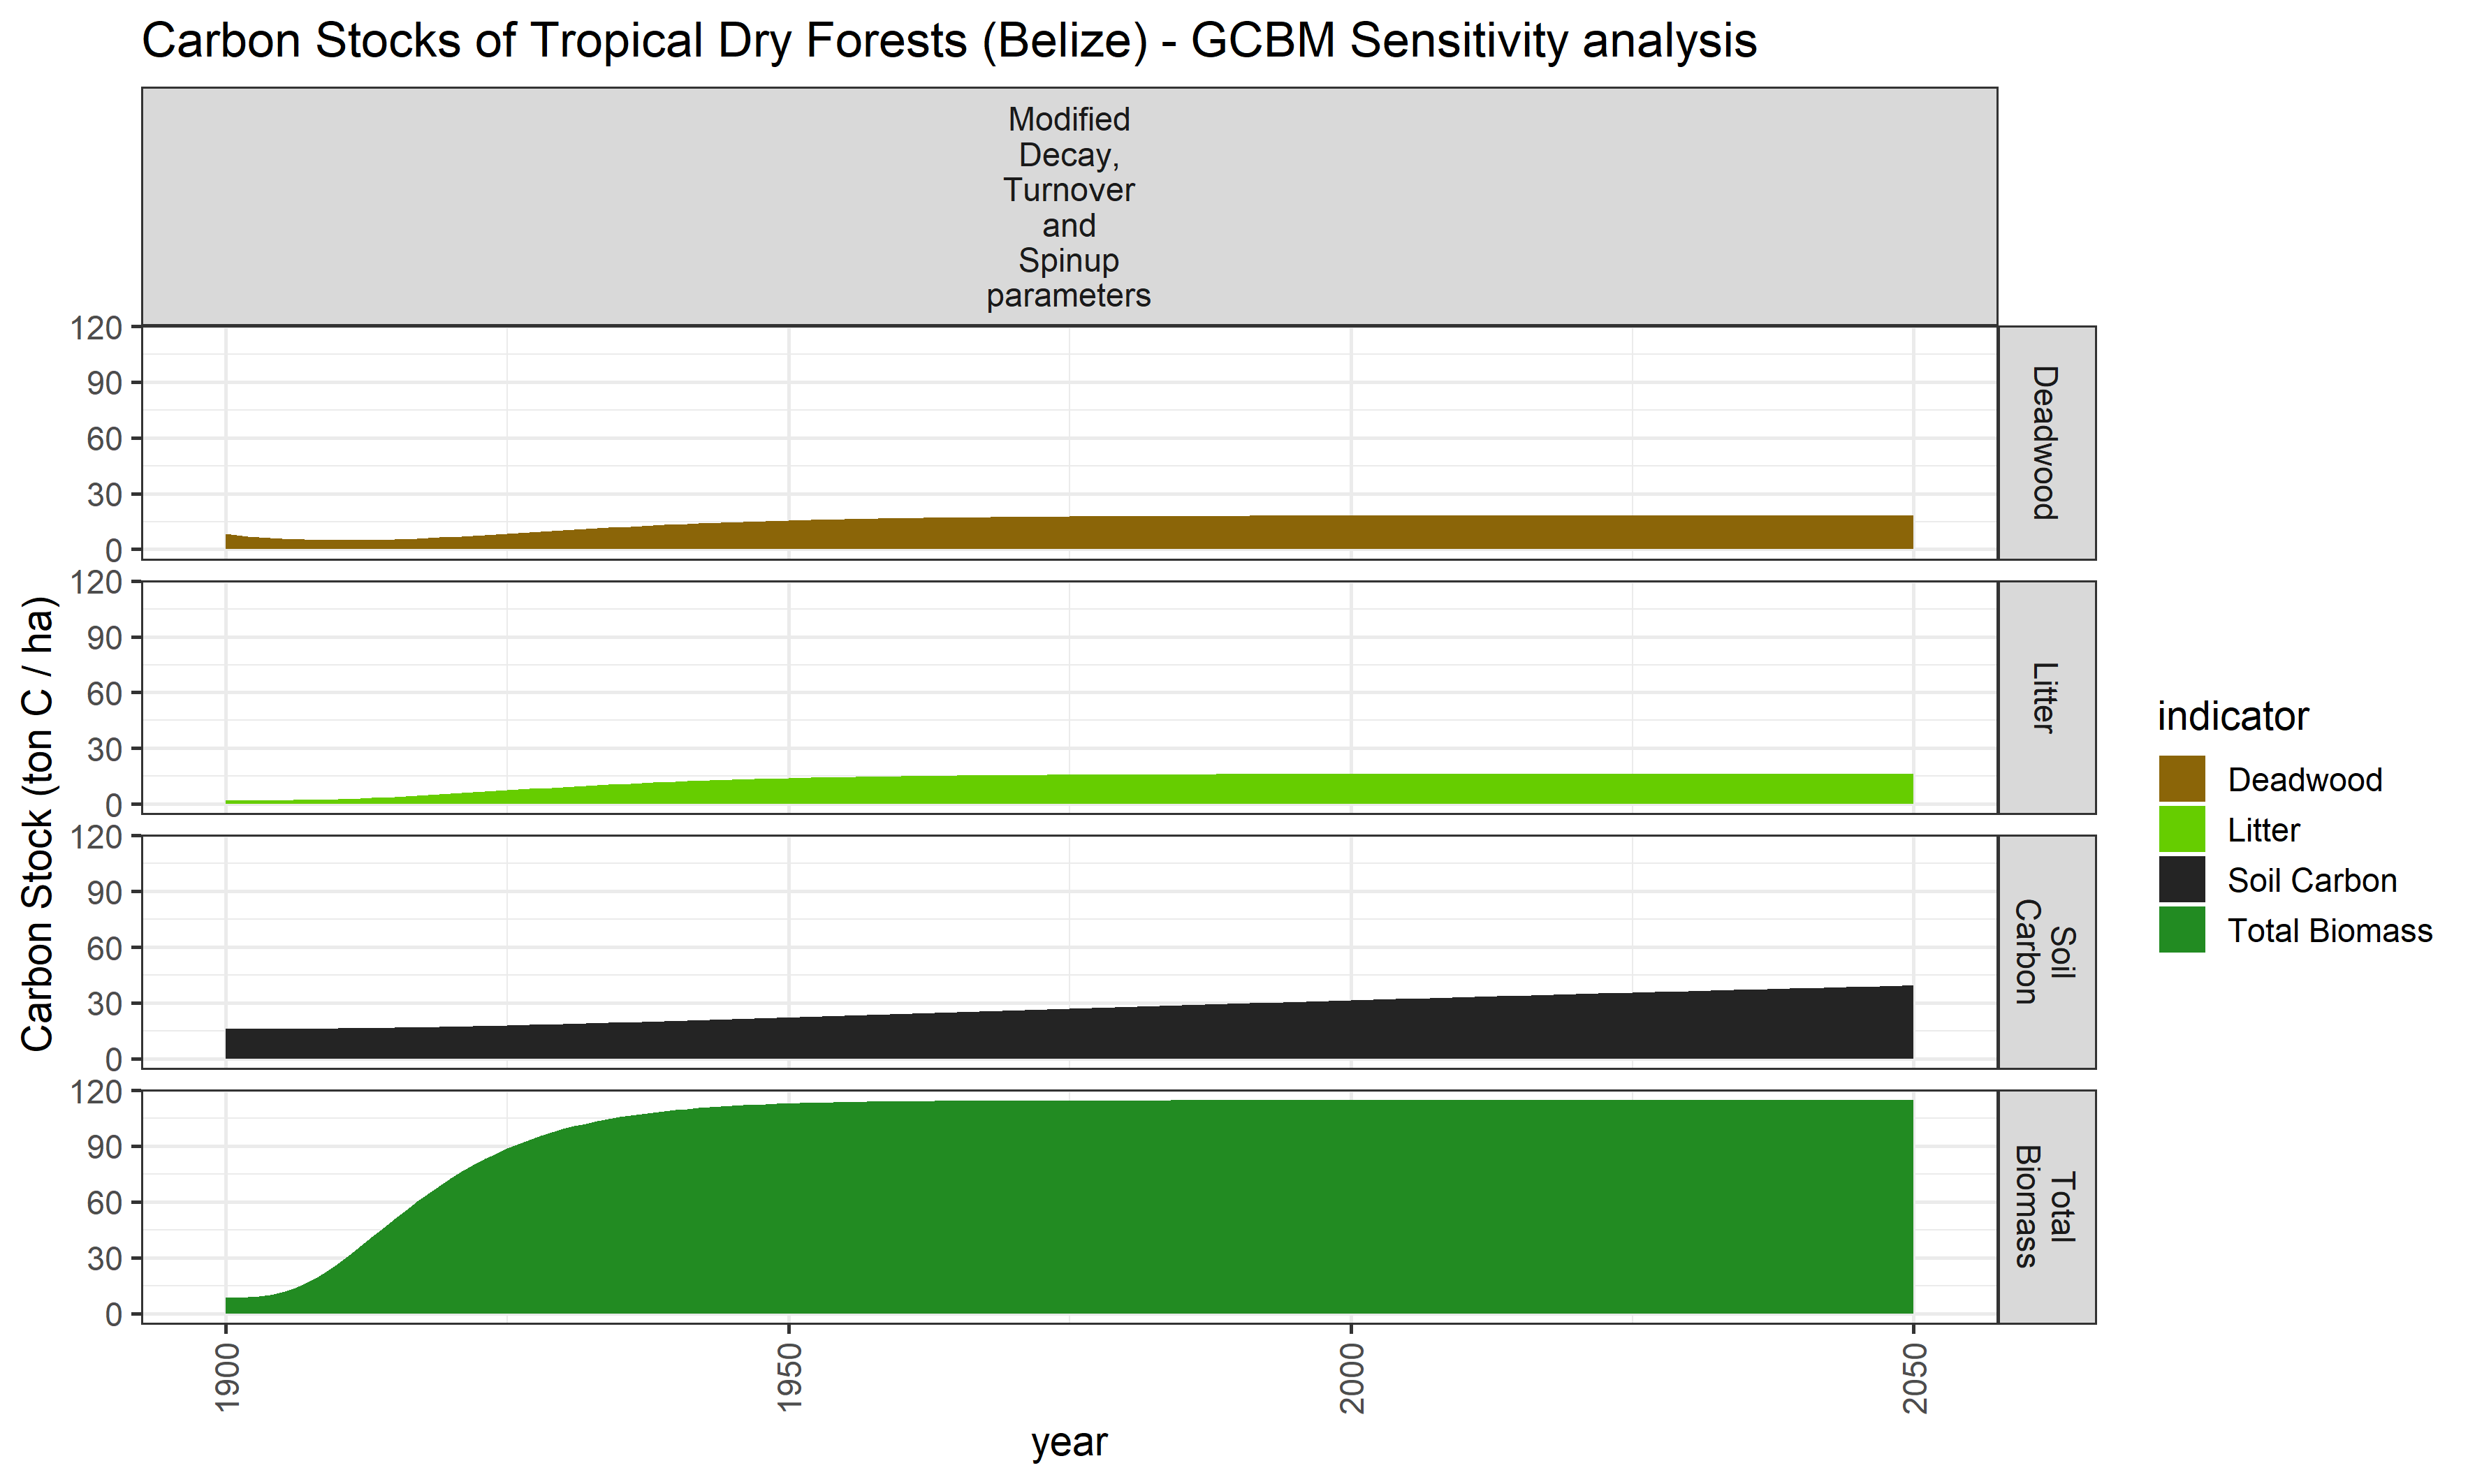 Carbon Stocks of Tropical Dry Forests (Belize) - GCBM Sensitivity analysis
Modified
Decay,
Turnover
and
Spinup
parameters
120
90
60
30
0
Deadwood
120
90
60
30
0
Litter
120
90
60
30
0
Soil
Carbon
120
90
60
30
0
Total
Biomass
Carbon Stock (ton C / ha)
1900
1950
2000
2050
year
indicator
Deadwood
Litter
Soil Carbon
Total Biomass